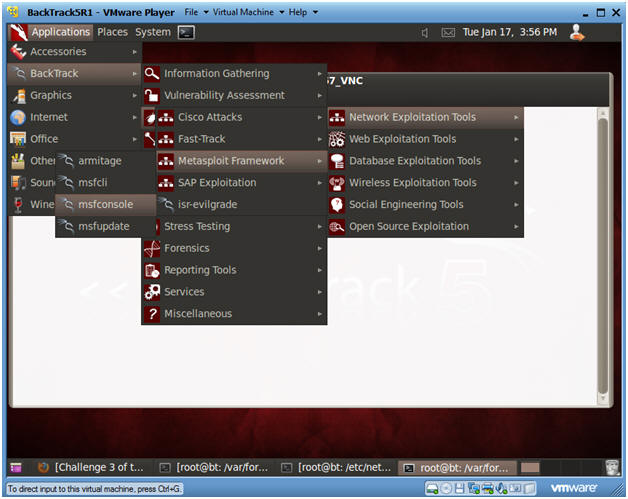 BackTrack5R1 - VMware Player File Virtual Machine Help
Applications Places System Tue Jan 17, 3:56 PM
Accessories
BackTrack
Graphics
Internet
Office
Other
Soun
Wine
Information Gathering
Vulnerability Assessment
Cisco Attacks
Fast-Track
Metasploit Framework
SAP Exploitation
isr-evilgrade
Stress Testing
Forensics
Reporting Tools
Services
Miscellaneous
Network Exploitation Tools
Web Exploitation Tools
Database Exploitation Tools
Wireless Exploitation Tools
Social Engineering Tools
Open Source Exploitation
armitage
msfcli
msfconsole
msfupdate
7_VNC
<< track 5
[Challenge 3 of t... [root@bt: /var/for... [root@bt: /etc/net... root@bt: /var/for...
To direct input to this virtual machine, press Ctrl+G. vmware